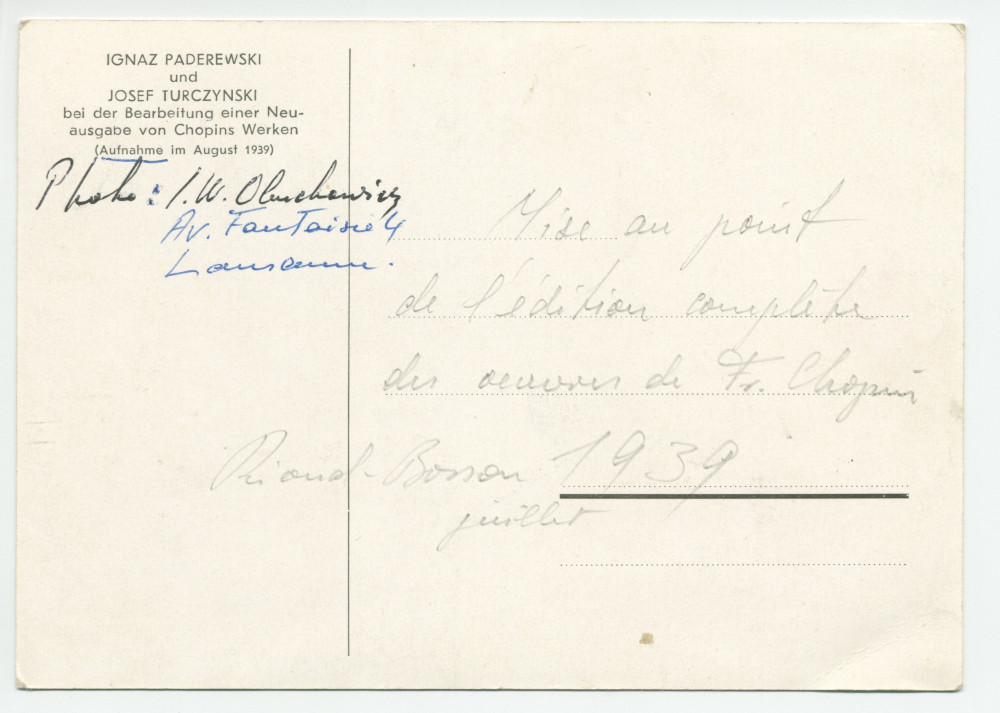 IGNAZ PADEREWSKI
und
JOSEF TURCZYNSKI
bei der Bearbeitung einer Neu-
ausgabe von Chopins Werken
(Aufnahme im August 1939)
Photo: I. W. Obuchowicz
Av. Fantaisie 4
Lausanne.
Mise au point
de l'édition complète
des oeuvres de Fr. Chopin
Riond-Bosson 1939
juillet